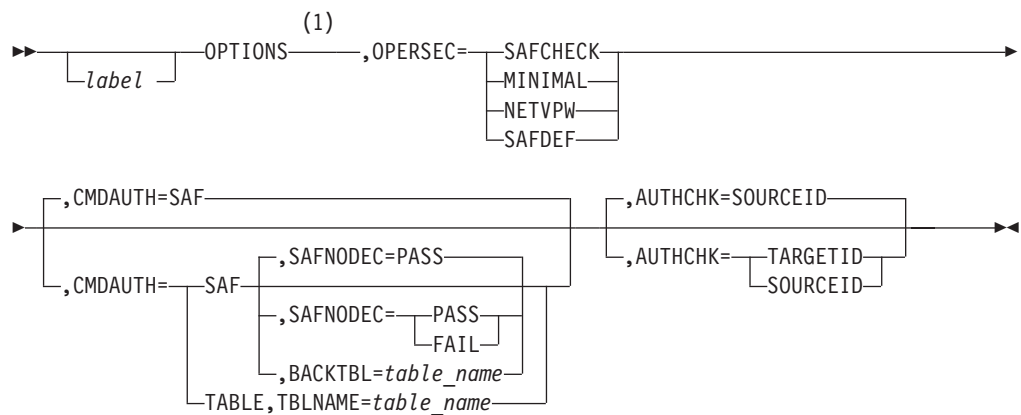 (1)
OPTIONS ,OPERSEC= SAFCHECK
label MINIMAL
NETVPW
SAFDEF
,CMDAUTH=SAF ,AUTHCHK=SOURCEID
,SAFNODEC=PASS ,AUTHCHK= TARGETID
,CMDAUTH= SAF SOURCEID
,SAFNODEC= PASS
FAIL
,BACKTBL=table_name
TABLE,TBLNAME=table_name